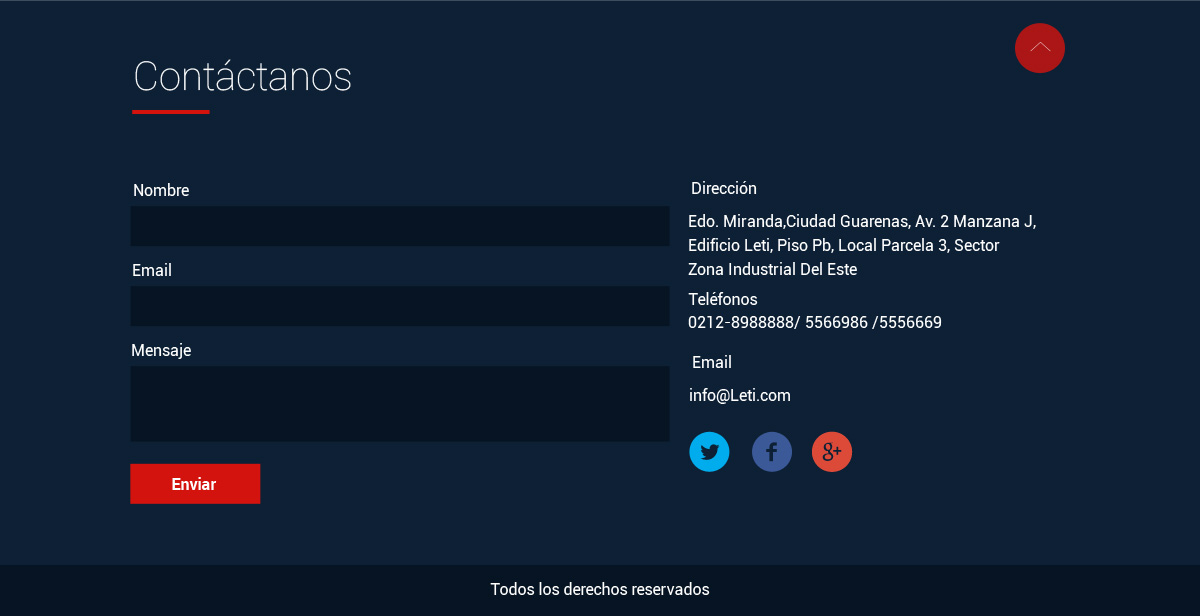 Contáctanos
Nombre
Email
Mensaje
Enviar
Dirección
Edo. Miranda,Ciudad Guarenas, Av. 2 Manzana J,
Edificio Leti, Piso Pb, Local Parcela 3, Sector
Zona Industrial Del Este
Teléfonos
0212-8988888/ 5566986 /5556669
Email
info@Leti.com
Todos los derechos reservados